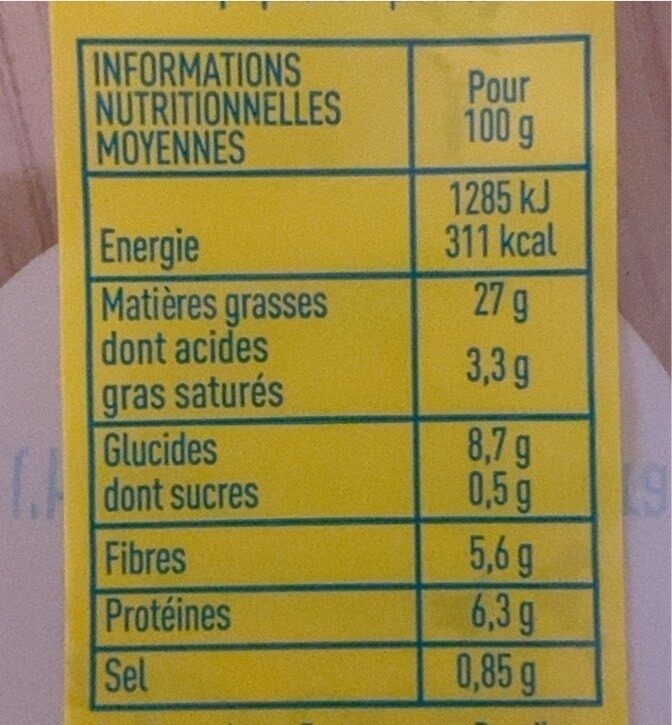 INFORMATIONS
NUTRITIONNELLES
MOYENNES
Pour
100 g
Energie
1285 kJ
311 kcal
Matières grasses
27 g
dont acides
gras saturés
3,3 g
Glucides
8,7 g
dont sucres
0,5 g
Fibres
5,6 g
Protéines
6,3 g
Sel
0,85 g